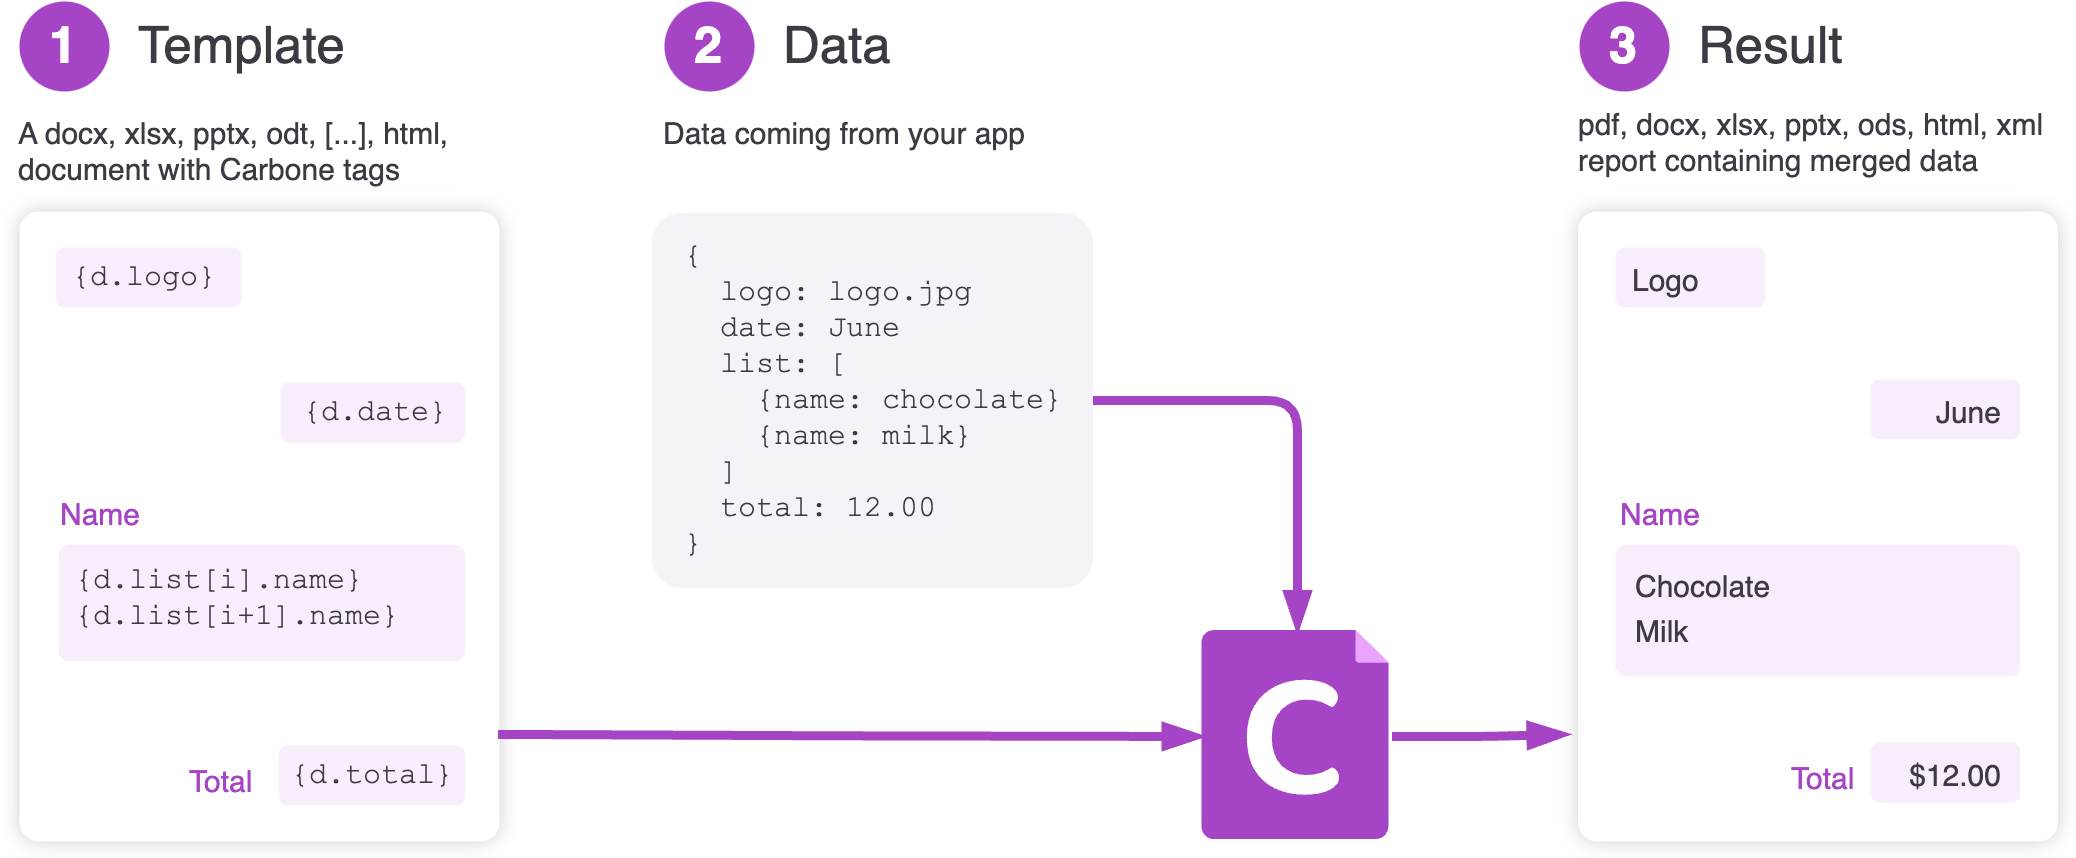 1 Template
A docx, xlsx, pptx, odt, [...], html,
document with Carbone tags
{d.logo}
{d.date}
Name
{d.list[i].name}
{d.list[i+1].name}
Total {d.total}
2 Data
Data coming from your app
{
logo: logo.jpg
date: June
list: [
{name: chocolate}
{name: milk}
]
total: 12.00
}
C
3 Result
pdf, docx, xlsx, pptx, ods, html, xml
report containing merged data
Logo
June
Name
Chocolate
Milk
Total $12.00